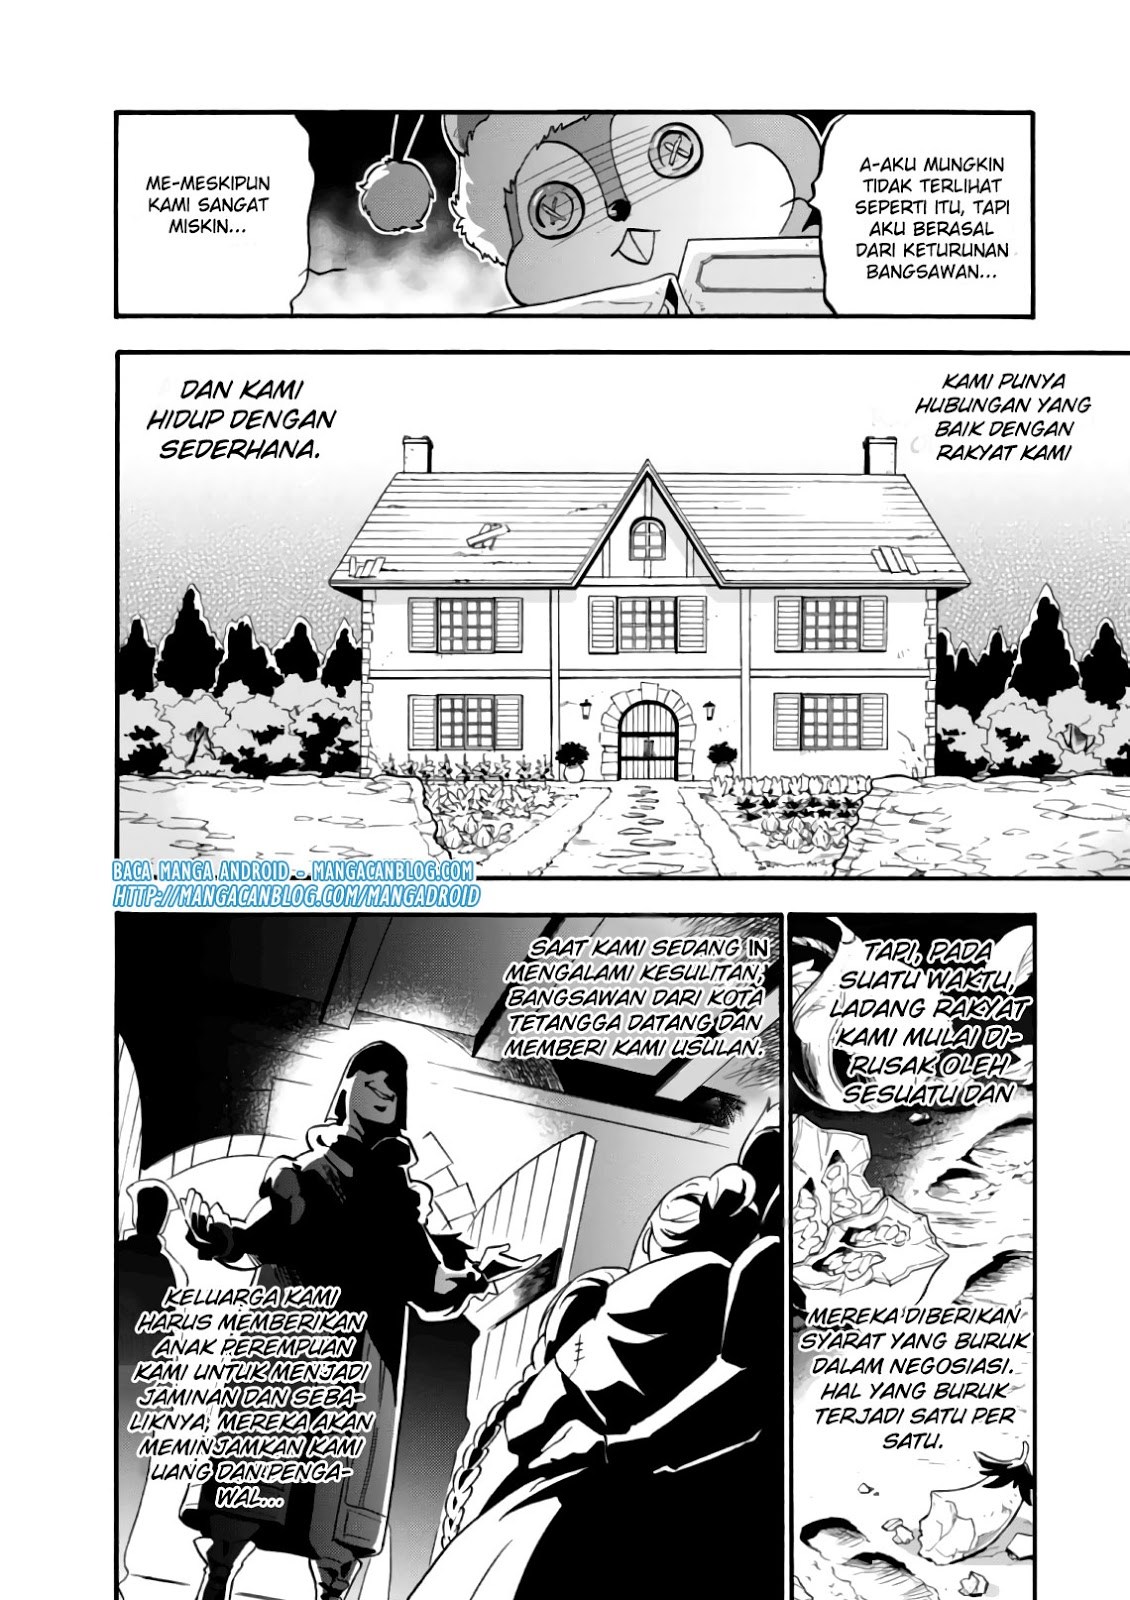 A-AKU MUNGKIN
TIDAK TERLIHAT
SEPERTI ITU, TAPI
AKU BERASAL
DARI KETURUNAN
BANGSAWAN...
ME-MESKIPUN
KAMI SANGAT
MISKIN...
KAMI PUNYA
HUBUNGAN YANG
BAIK DENGAN
RAKYAT KAMI
DAN KAMI
HIDUP DENGAN
SEDERHANA.
BACA MANGA ANDROID - MANGACANBLOG.COM
HTTP://MANGACANBLOG.COM/MANGADROID
TAPI, PADA
SUATU WAKTU,
LADANG RAKYAT
KAMI MULAI DI-
RUSAK OLEH
SESUATU DAN
MEREKA DIBERIKAN
SYARAT YANG BURUK
DALAM NEGOSIASI.
HAL YANG BURUK
TERJADI SATU PER
SATU.
SAAT KAMI SEDANG IN
MENGALAMI KESULITAN,
BANGSAWAN DARI KOTA
TETANGGA DATANG DAN
MEMBERI KAMI USULAN.
KELUARGA KAMI
HARUS MEMBERIKAN
ANAK PEREMPUAN
KAMI UNTUK MENJADI
JAMINAN DAN SEBA-
LIKNYA, MEREKA AKAN
MEMINJAMKAN KAMI
UANG DAN PENGA-
WAL...